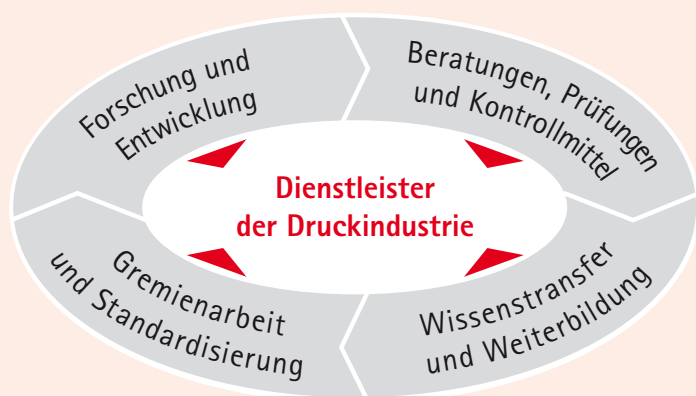 Forschung und
Entwicklung
Beratungen, Prüfungen
und Kontrollmittel
Dienstleister
der Druckindustrie
Gremienarbeit
und Standardisierung
Wissenstransfer
und Weiterbildung